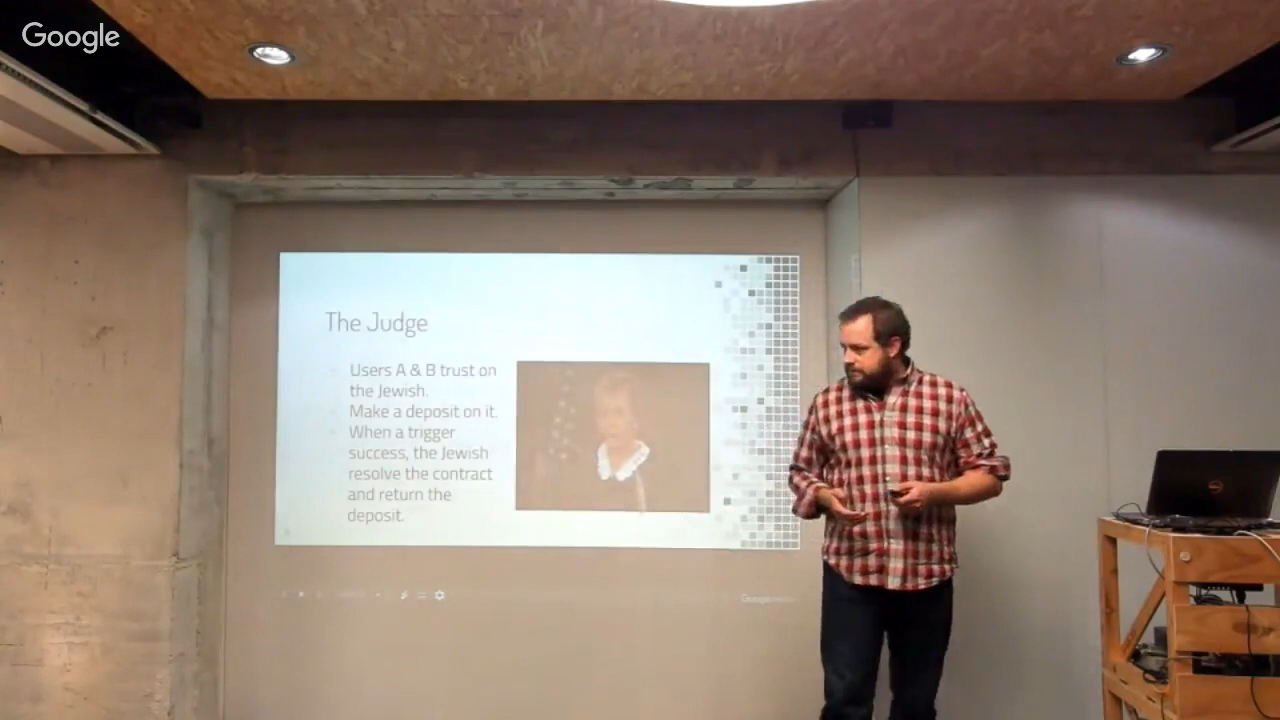 Google
The Judge
Users A & B trust on
the Jewish.
Make a deposit on it.
When a trigger
success, the Jewish
resolve the contract
and return the
deposit.
Google